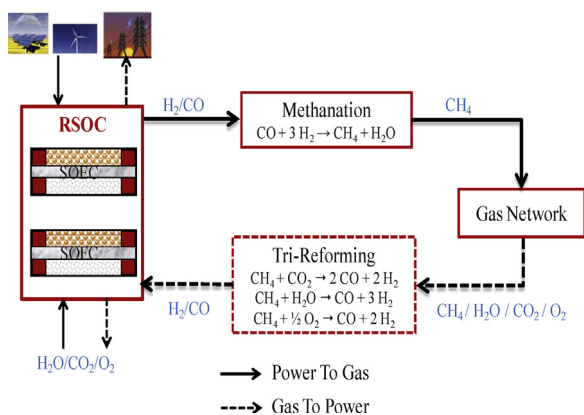 H₂/CO
Methanation
CO + 3 H₂ → CH₄ + H₂O
CH₄
RSOC
SOEC
SOFC
Gas Network
Tri-Reforming
CH₄ + CO₂ → 2 CO + 2 H₂
CH₄ + H₂O → CO + 3 H₂
CH₄ + ½ O₂ → CO + 2 H₂
H₂/CO
CH₄ / H₂O / CO₂ / O₂
H₂O/CO₂/O₂
Power To Gas
Gas To Power